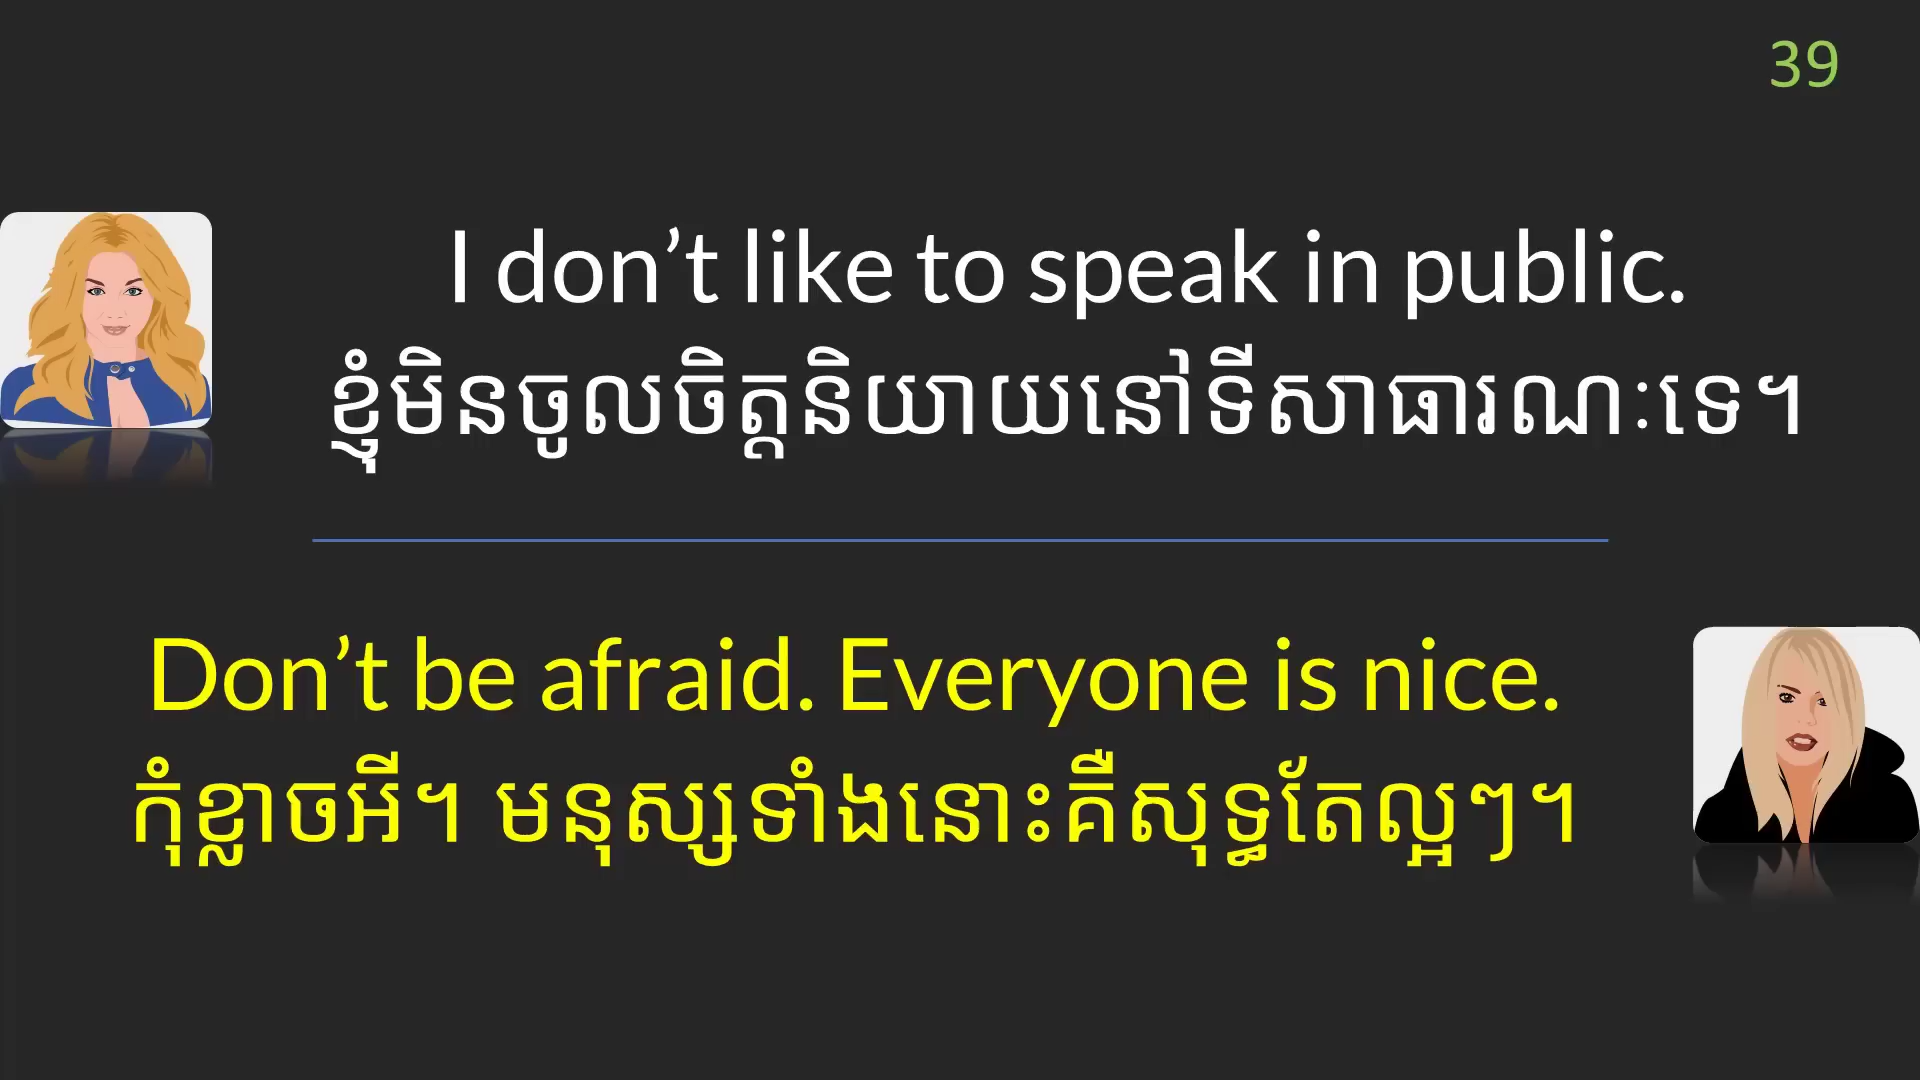 39
I don’t like to speak in public.
ខ្ញុំមិនចូលចិត្តនិយាយនៅទីសាធារណៈទេ។
Don’t be afraid. Everyone is nice.
កុំខ្លាចអី។ មនុស្សទាំងនោះគឺសុទ្ធតែល្អៗ។